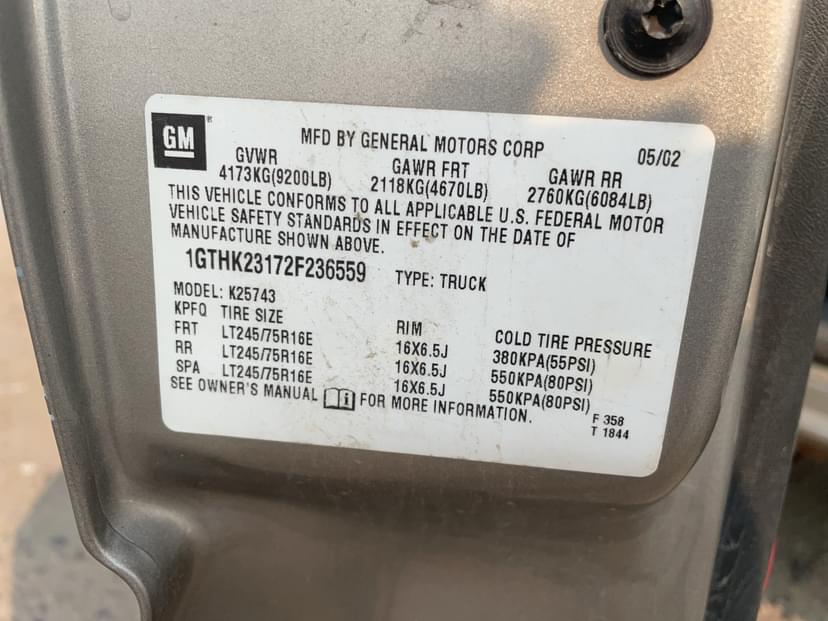 GM ®
MFD BY GENERAL MOTORS CORP 05/02
GVWR GAWR FRT GAWR RR
4173KG(9200LB) 2118KG(4670LB) 2760KG(6084LB)
THIS VEHICLE CONFORMS TO ALL APPLICABLE U.S. FEDERAL MOTOR
VEHICLE SAFETY STANDARDS IN EFFECT ON THE DATE OF
MANUFACTURE SHOWN ABOVE.
1GTHK23172F236559 TYPE: TRUCK
MODEL: K25743
KPFQ TIRE SIZE RIM COLD TIRE PRESSURE
FRT LT245/75R16E 16X6.5J 380KPA(55PSI)
RR LT245/75R16E 16X6.5J 550KPA(80PSI)
SPA LT245/75R16E 16X6.5J 550KPA(80PSI)
SEE OWNER'S MANUAL i FOR MORE INFORMATION.
F 358
T 1844